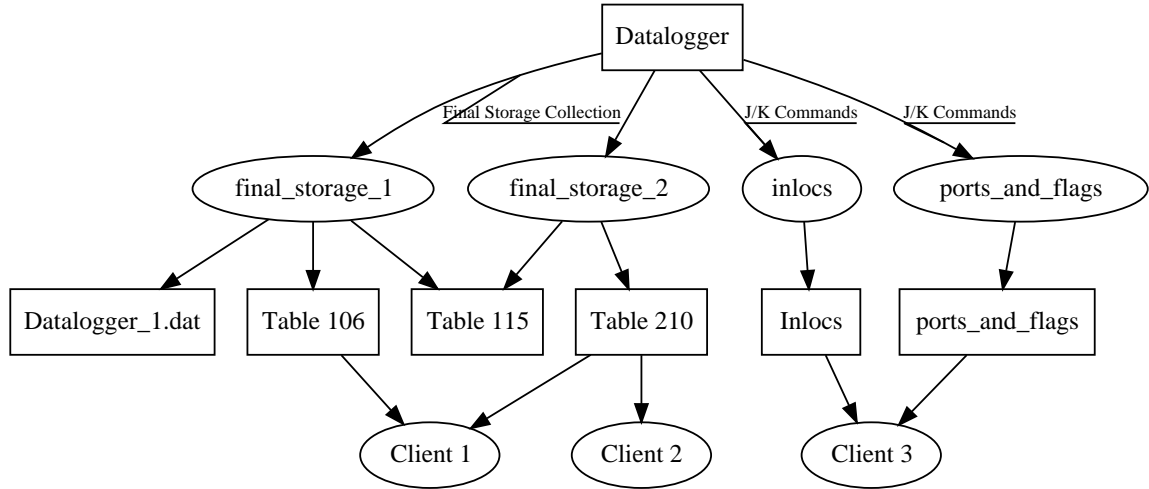 Datalogger
Final Storage Collection
J/K Commands
J/K Commands
final_storage_1
final_storage_2
inlocs
ports_and_flags
Datalogger_1.dat
Table 106
Table 115
Table 210
Inlocs
ports_and_flags
Client 1
Client 2
Client 3